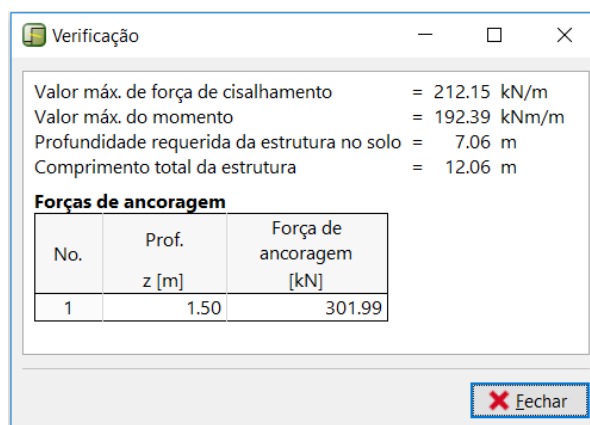 Verificação
Valor máx. de força de cisalhamento = 212.15 kN/m
Valor máx. do momento = 192.39 kNm/m
Profundidade requerida da estrutura no solo = 7.06 m
Comprimento total da estrutura = 12.06 m
Forças de ancoragem
No. Prof. Força de ancoragem
z [m] [kN]
1 1.50 301.99
Fechar